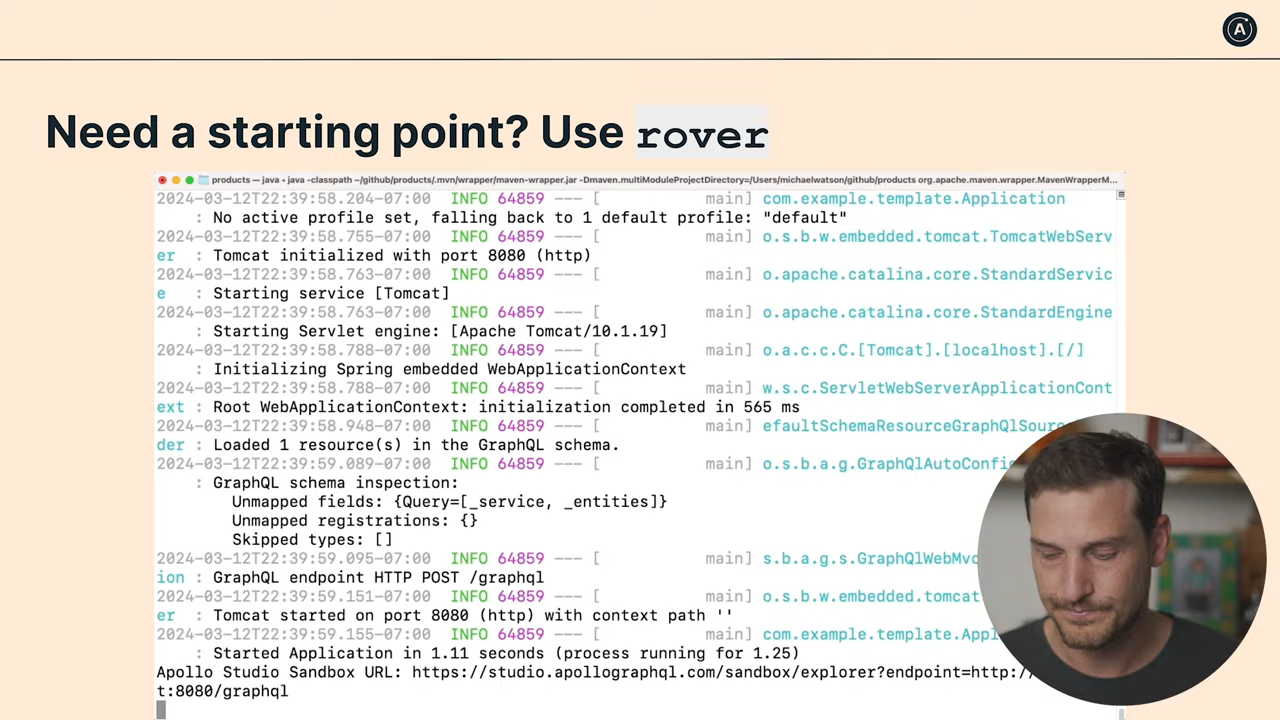 A
Need a starting point? Use rover
products — java • java -classpath ~/github/products/.mvn/wrapper/maven-wrapper.jar -Dmaven.multiModuleProjectDirectory=/Users/michaelwatson/github/products org.apache.maven.wrapper.MavenWrapperM...
2024-03-12T22:39:58.204-07:00  INFO 64859 --- [           main] com.example.template.Application
    : No active profile set, falling back to 1 default profile: "default"
2024-03-12T22:39:58.755-07:00  INFO 64859 --- [           main] o.s.b.w.embedded.tomcat.TomcatWebServ
er  : Tomcat initialized with port 8080 (http)
2024-03-12T22:39:58.763-07:00  INFO 64859 --- [           main] o.apache.catalina.core.StandardServic
e   : Starting service [Tomcat]
2024-03-12T22:39:58.763-07:00  INFO 64859 --- [           main] o.apache.catalina.core.StandardEngine
    : Starting Servlet engine: [Apache Tomcat/10.1.19]
2024-03-12T22:39:58.788-07:00  INFO 64859 --- [           main] o.a.c.c.C.[Tomcat].[localhost].[/]
    : Initializing Spring embedded WebApplicationContext
2024-03-12T22:39:58.788-07:00  INFO 64859 --- [           main] w.s.c.ServletWebServerApplicationCont
ext : Root WebApplicationContext: initialization completed in 565 ms
2024-03-12T22:39:58.948-07:00  INFO 64859 --- [           main] efaultSchemaResourceGraphQlSour
der : Loaded 1 resource(s) in the GraphQL schema.
2024-03-12T22:39:59.089-07:00  INFO 64859 --- [           main] o.s.b.a.g.GraphQlAutoConfi
    : GraphQL schema inspection:
      Unmapped fields: {Query=[_service, _entities]}
      Unmapped registrations: {}
      Skipped types: []
2024-03-12T22:39:59.095-07:00  INFO 64859 --- [           main] s.b.a.g.s.GraphQlWebMvc
ion : GraphQL endpoint HTTP POST /graphql
2024-03-12T22:39:59.151-07:00  INFO 64859 --- [           main] o.s.b.w.embedded.tomcat
er  : Tomcat started on port 8080 (http) with context path ''
2024-03-12T22:39:59.155-07:00  INFO 64859 --- [           main] com.example.template.Appl
    : Started Application in 1.11 seconds (process running for 1.25)
Apollo Studio Sandbox URL: https://studio.apollographql.com/sandbox/explorer?endpoint=http:/
t:8080/graphql